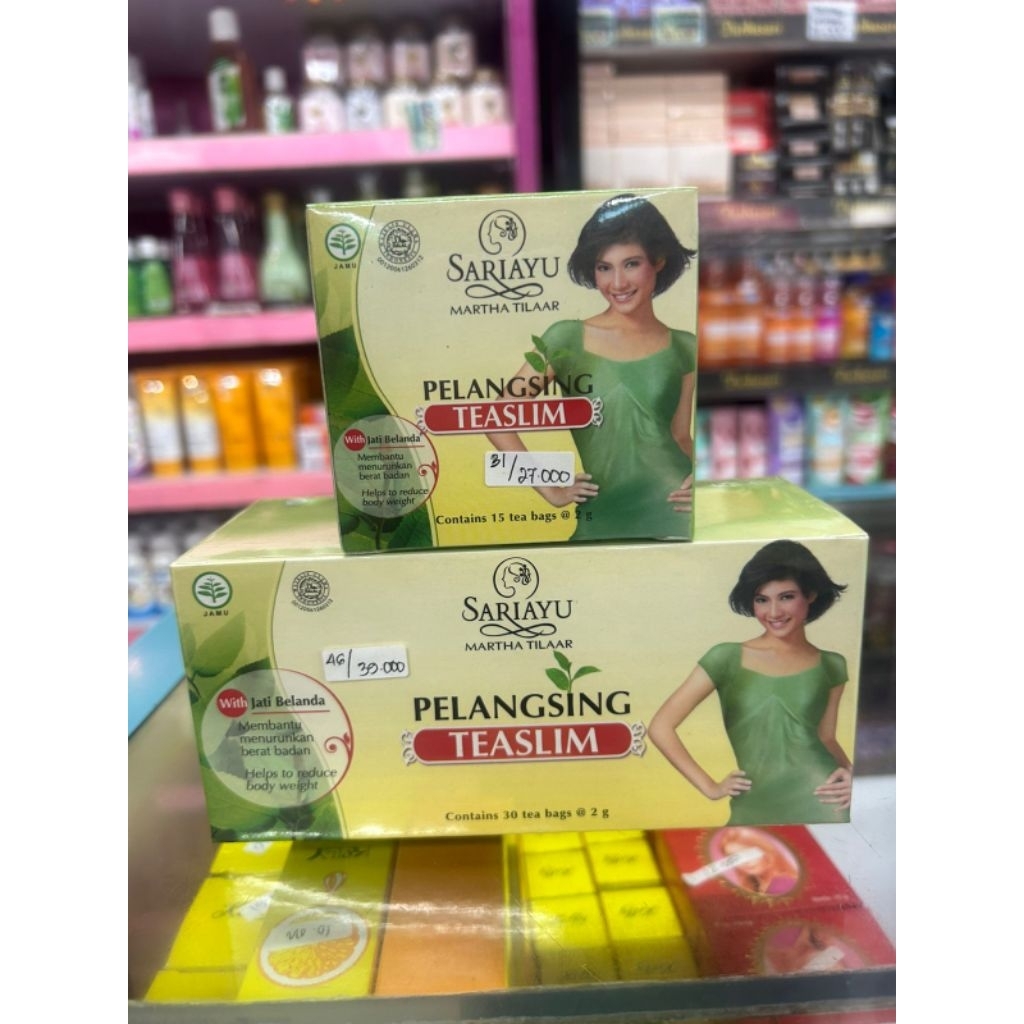 JAMU
00120061260212
SARIAYU
MARTHA TILAAR
PELANGSING
TEASLIM
With Jati Belanda
Membantu
menurunkan
berat badan
Helps to reduce
body weight
31/27.000
Contains 15 tea bags @ 2 g
JAMU
SARIAYU
MARTHA TILAAR
46/39.000
PELANGSING
TEASLIM
With Jati Belanda
Membantu
menurunkan
berat badan
Helps to reduce
body weight
Contains 30 tea bags @ 2 g